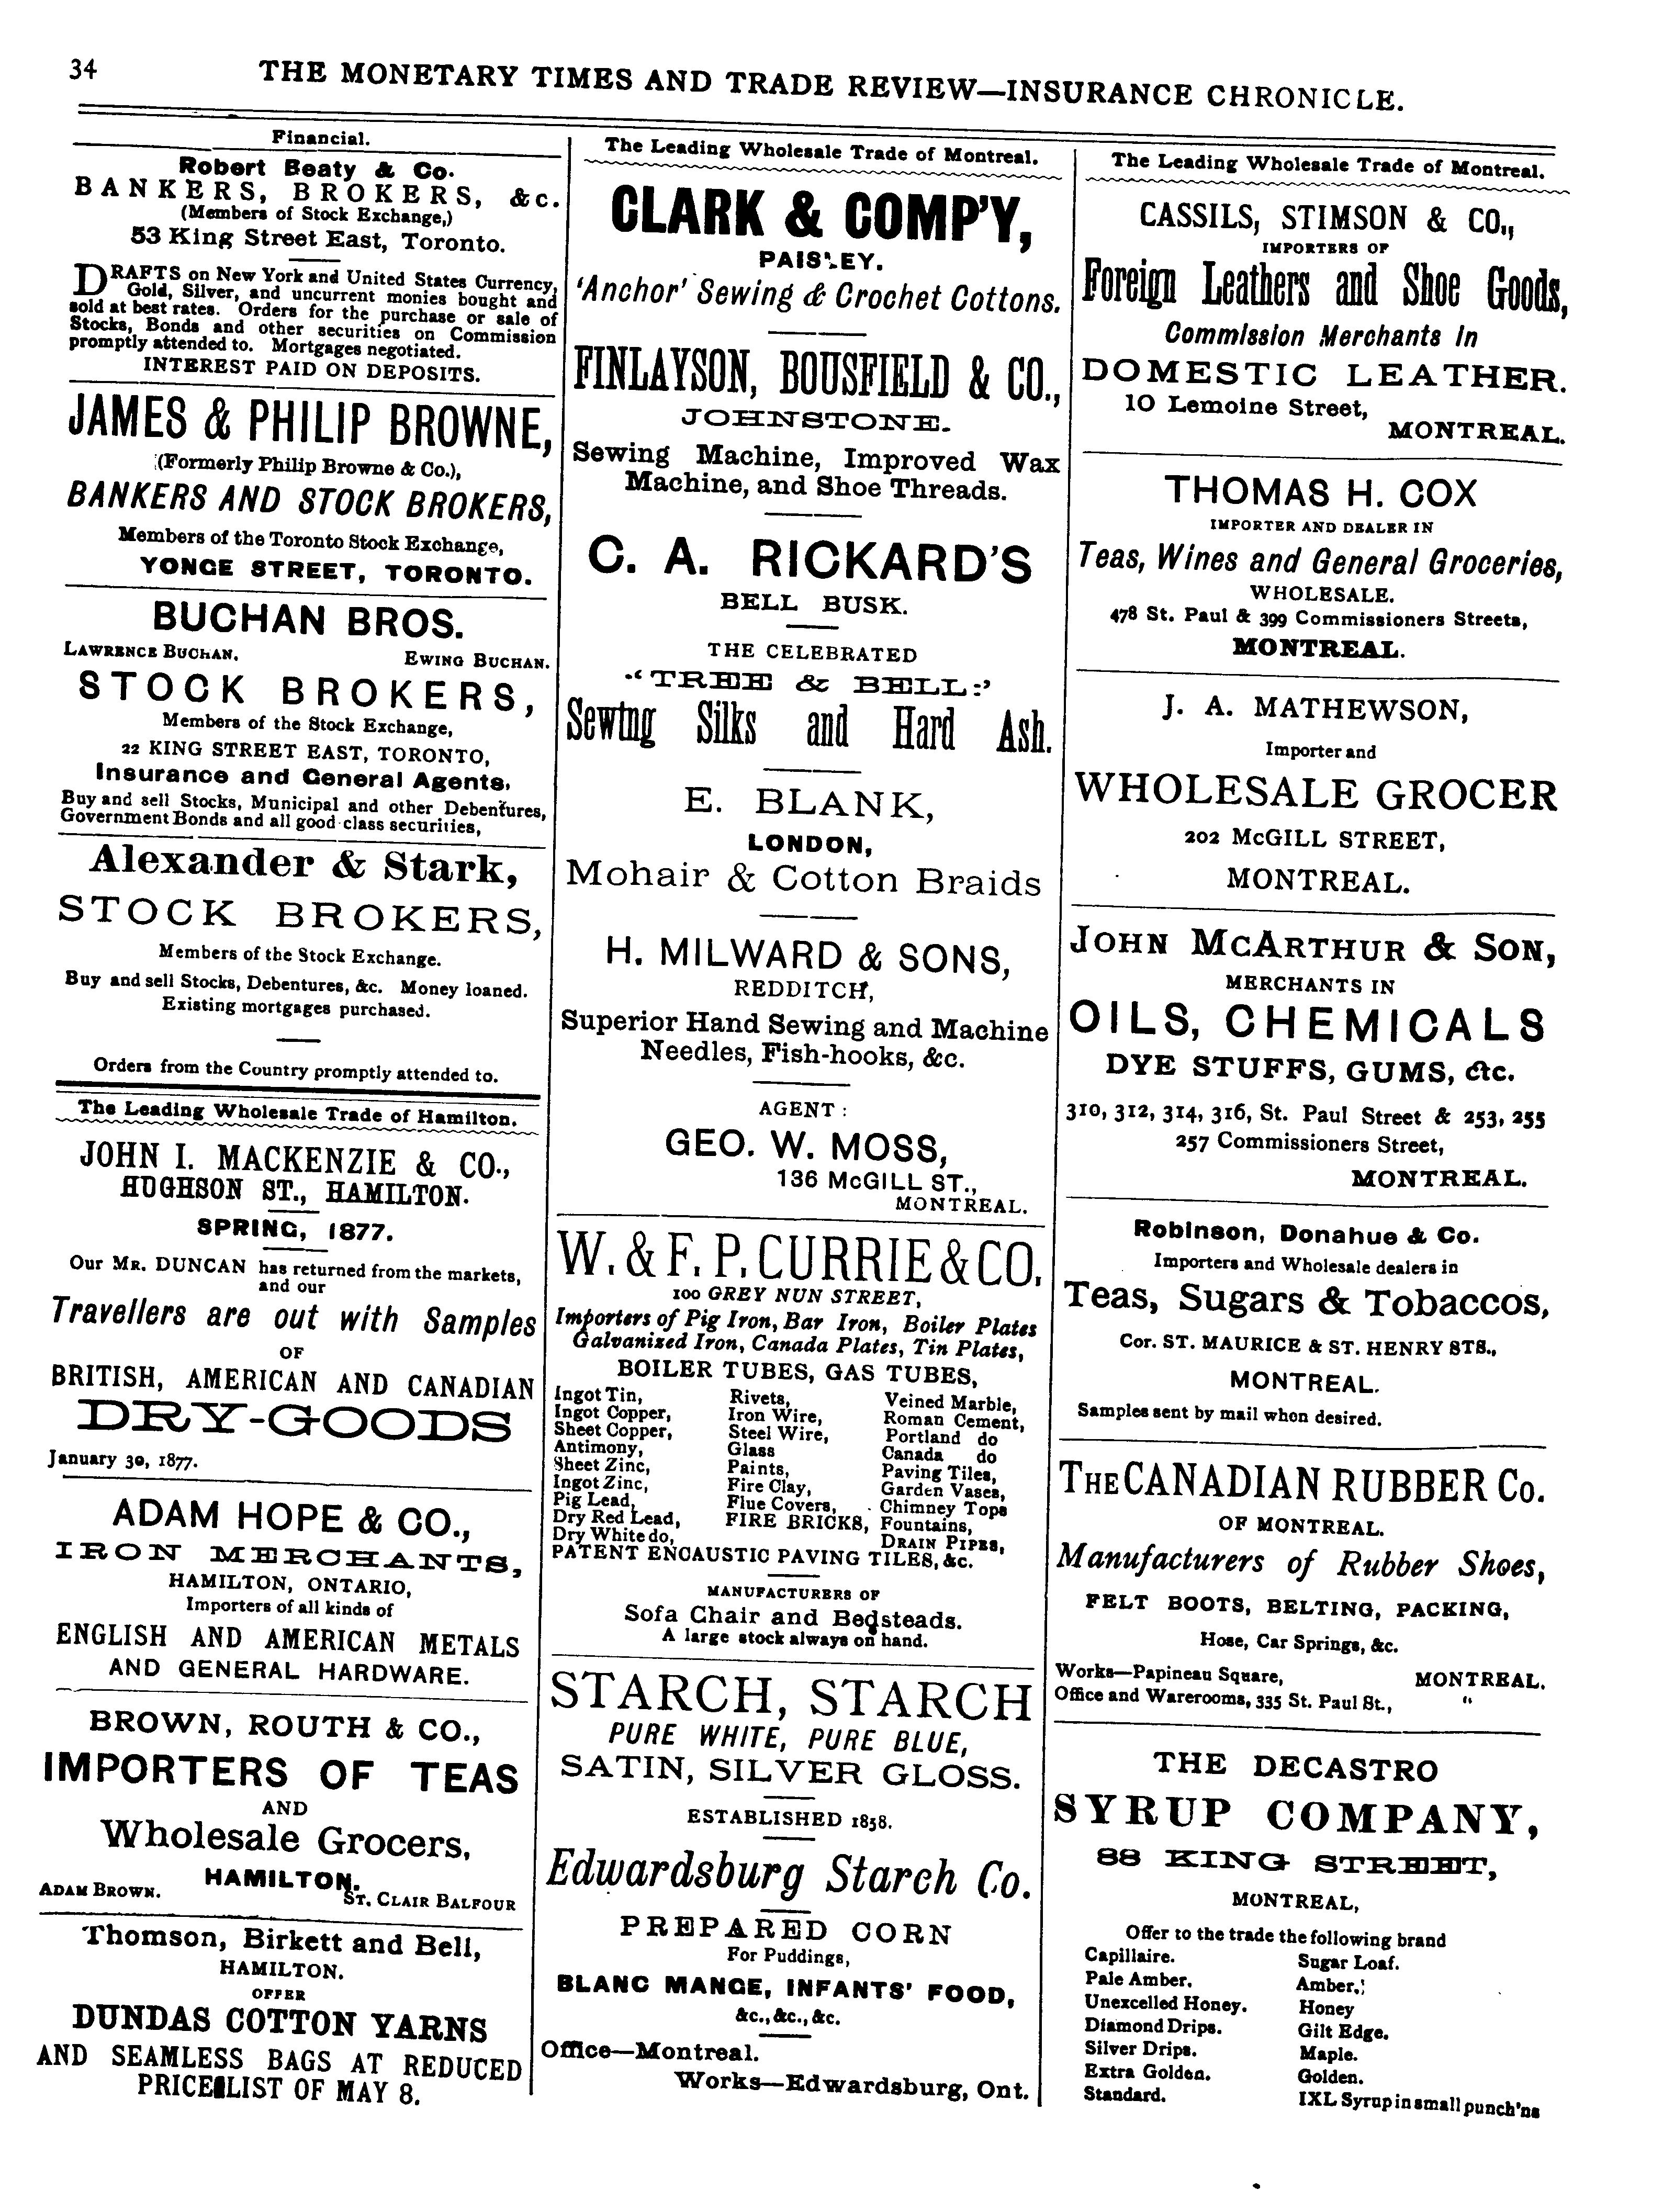 34
THE MONETARY TIMES AND TRADE REVIEW—INSURANCE CHRONICLE.
Financial.
Robert Beaty & Co.
BANKERS, BROKERS, &c.
(Members of Stock Exchange,)
53 King Street East, Toronto.
DRAFTS on New York and United States Currency,
Gold, Silver, and uncurrent monies bought and
sold at best rates. Orders for the purchase or sale of
Stocks, Bonds and other securities on Commission
promptly attended to. Mortgages negotiated.
INTEREST PAID ON DEPOSITS.
JAMES & PHILIP BROWNE,
(Formerly Philip Browne & Co.),
BANKERS AND STOCK BROKERS,
Members of the Toronto Stock Exchange,
YONGE STREET, TORONTO.
BUCHAN BROS.
LAWRENCE BUCHAN. EWING BUCHAN.
STOCK BROKERS,
Members of the Stock Exchange,
22 KING STREET EAST, TORONTO,
Insurance and General Agents,
Buy and sell Stocks, Municipal and other Debentures,
Government Bonds and all good class securities,
Alexander & Stark,
STOCK BROKERS,
Members of the Stock Exchange.
Buy and sell Stocks, Debentures, &c. Money loaned.
Existing mortgages purchased.
Orders from the Country promptly attended to.
The Leading Wholesale Trade of Hamilton.
JOHN I. MACKENZIE & CO.,
HUGHSON ST., HAMILTON.
SPRING, 1877.
Our MR. DUNCAN has returned from the markets,
and our
Travellers are out with Samples
OF
BRITISH, AMERICAN AND CANADIAN
DRY-GOODS
January 30, 1877.
ADAM HOPE & CO.,
IRON MERCHANTS,
HAMILTON, ONTARIO,
Importers of all kinds of
ENGLISH AND AMERICAN METALS
AND GENERAL HARDWARE.
BROWN, ROUTH & CO.,
IMPORTERS OF TEAS
AND
Wholesale Grocers,
HAMILTON.
ADAM BROWN. ST. CLAIR BALFOUR
Thomson, Birkett and Bell,
HAMILTON.
OFFER
DUNDAS COTTON YARNS
AND SEAMLESS BAGS AT REDUCED
PRICE LIST OF MAY 8.
The Leading Wholesale Trade of Montreal.
CLARK & COMP'Y,
PAISLEY.
'Anchor' Sewing & Crochet Cottons.
FINLAYSON, BOUSFIELD & CO.,
JOHNSTONE.
Sewing Machine, Improved Wax
Machine, and Shoe Threads.
C. A. RICKARD'S
BELL BUSK.
THE CELEBRATED
"TREE & BELL:"
Sewing Silks and Hard Ash.
E. BLANK,
LONDON,
Mohair & Cotton Braids
H. MILWARD & SONS,
REDDITCH,
Superior Hand Sewing and Machine
Needles, Fish-hooks, &c.
AGENT:
GEO. W. MOSS,
136 McGILL ST.,
MONTREAL.
W. & F. P. CURRIE & CO.
100 GREY NUN STREET,
Importers of Pig Iron, Bar Iron, Boiler Plates
Galvanized Iron, Canada Plates, Tin Plates,
BOILER TUBES, GAS TUBES,
Ingot Tin, Rivets, Veined Marble,
Ingot Copper, Iron Wire, Roman Cement,
Sheet Copper, Steel Wire, Portland do
Antimony, Glass Canada do
Sheet Zinc, Paints, Paving Tiles,
Ingot Zinc, Fire Clay, Garden Vases,
Pig Lead, Flue Covers, Chimney Tops
Dry Red Lead, FIRE BRICKS, Fountains,
Dry White do, DRAIN PIPES,
PATENT ENCAUSTIC PAVING TILES, &c.
MANUFACTURERS OF
Sofa Chair and Bedsteads.
A large stock always on hand.
STARCH, STARCH
PURE WHITE, PURE BLUE,
SATIN, SILVER GLOSS.
ESTABLISHED 1858.
Edwardsburg Starch Co.
PREPARED CORN
For Puddings,
BLANC MANGE, INFANTS' FOOD,
&c., &c., &c.
Office—Montreal.
Works—Edwardsburg, Ont.
The Leading Wholesale Trade of Montreal.
CASSILS, STIMSON & CO.,
IMPORTERS OF
Foreign Leathers and Shoe Goods,
Commission Merchants in
DOMESTIC LEATHER.
10 Lemoine Street,
MONTREAL.
THOMAS H. COX
IMPORTER AND DEALER IN
Teas, Wines and General Groceries,
WHOLESALE.
478 St. Paul & 399 Commissioners Streets,
MONTREAL.
J. A. MATHEWSON,
Importer and
WHOLESALE GROCER
202 McGILL STREET,
MONTREAL.
JOHN MCARTHUR & SON,
MERCHANTS IN
OILS, CHEMICALS
DYE STUFFS, GUMS, &c.
310, 312, 314, 316, St. Paul Street & 253, 255
257 Commissioners Street,
MONTREAL.
Robinson, Donahue & Co.
Importers and Wholesale dealers in
Teas, Sugars & Tobaccos,
Cor. ST. MAURICE & ST. HENRY STS.,
MONTREAL.
Samples sent by mail when desired.
THE CANADIAN RUBBER Co.
OF MONTREAL.
Manufacturers of Rubber Shoes,
FELT BOOTS, BELTING, PACKING,
Hose, Car Springs, &c.
Works—Papineau Square, MONTREAL.
Office and Warerooms, 335 St. Paul St., "
THE DECASTRO
SYRUP COMPANY,
88 KING STREET,
MONTREAL,
Offer to the trade the following brand
Capillaire. Sugar Loaf.
Pale Amber. Amber.
Unexcelled Honey. Honey
Diamond Drips. Gilt Edge.
Silver Drips. Maple.
Extra Golden. Golden.
Standard. IXL Syrup in small punch'ns